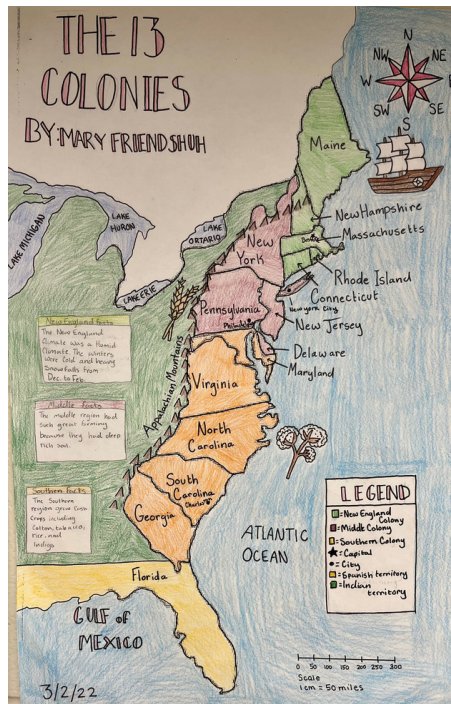 THE 13
COLONIES
BY: MARY FRIENDSHUH
N
NW
NE
W
SW
SE
S
Maine
LAKE MICHIGAN
LAKE
HURON
LAKE
ONTARIO
LAKE ERIE
New Hampshire
Massachusetts
New
York
Rhode Island
Connecticut
New York City
Pennsylvania
New Jersey
Delaware
Maryland
Appalachian Mountains
Virginia
North
Carolina
South
Carolina
Georgia
Florida
New England Facts
The New England
Climate was a Humid
Climate. The winters
were cold and heavy
snowfalls from
Dec. to Feb.
Middle Facts
The middle region had
such great farming
because they had deep
rich soil.
Southern Facts
The Southern
region grew Cash
Crops including
Cotton, tobacco,
rice, and
Indigo
ATLANTIC
OCEAN
GULF of
MEXICO
LEGEND
= New England
Colony
= Middle Colony
= Southern Colony
= Capital
= City
= Spanish territory
= Indian
territory
0 50 100 150 200 250 300
Scale
1 cm = 50 miles
3/2/22